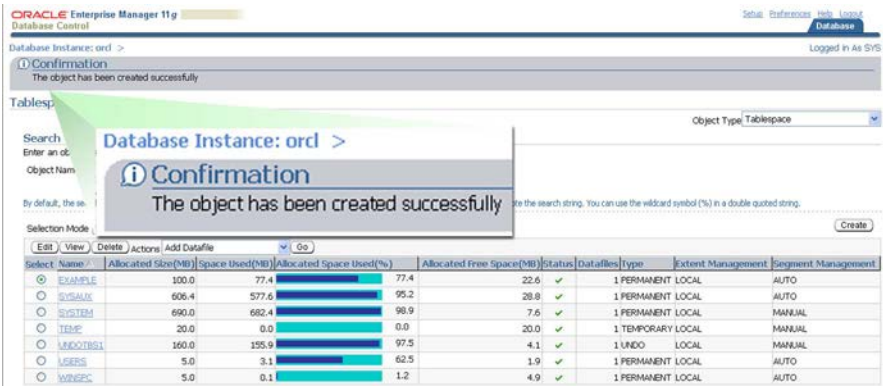 ORACLE Enterprise Manager 11g
Database Control
Setup Preferences Help Logout
Database
Database Instance: orcl >
Logged in As SYS
Confirmation
The object has been created successfully
Tablesp
Object Type Tablespace
Search
Enter an ob
Object Nam
Database Instance: orcl >
Confirmation
The object has been created successfully
By default, the se
the search string. You can use the wildcard symbol (%) in a double quoted string.
Selection Mode
Create
Edit View Delete Actions Add Datafile Go
Select Name Allocated Size(MB) Space Used(MB) Allocated Space Used(%) Allocated Free Space(MB) Status Datafiles Type Extent Management Segment Management
EXAMPLE 100.0 77.4 77.4 22.6 1 PERMANENT LOCAL AUTO
SYSAUX 606.4 577.6 95.2 28.8 1 PERMANENT LOCAL AUTO
SYSTEM 690.0 682.4 98.9 7.6 1 PERMANENT LOCAL MANUAL
TEMP 20.0 0.0 0.0 20.0 1 TEMPORARY LOCAL MANUAL
UNDOTBS1 160.0 155.9 97.5 4.1 1 UNDO LOCAL MANUAL
USERS 5.0 3.1 62.5 1.9 1 PERMANENT LOCAL AUTO
WINSPC 5.0 0.1 1.2 4.9 1 PERMANENT LOCAL AUTO